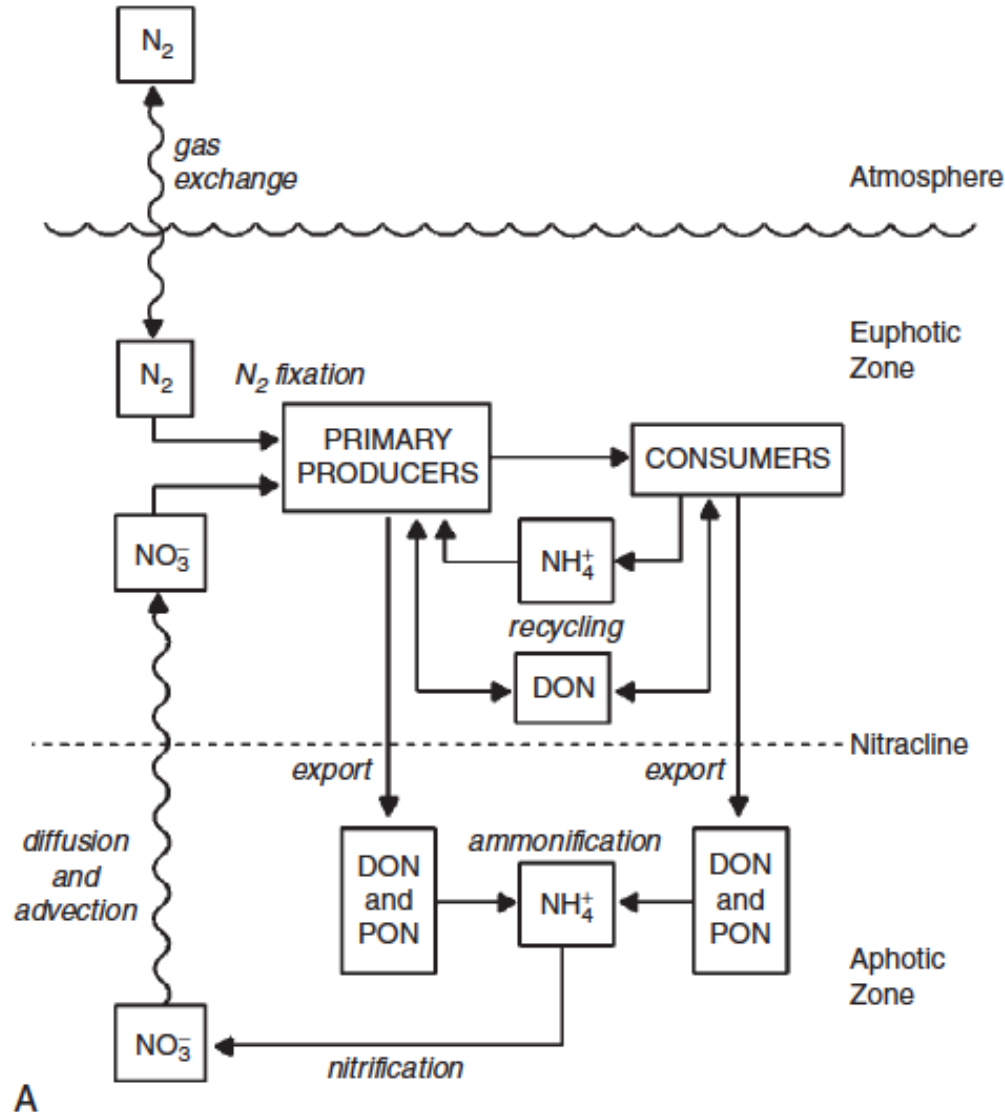 N₂
gas
exchange
Atmosphere
Euphotic
Zone
N₂
N₂ fixation
PRIMARY
PRODUCERS
CONSUMERS
NO₃⁻
NH₄⁺
recycling
DON
Nitracline
export
export
diffusion
and
advection
DON
and
PON
ammonification
NH₄⁺
DON
and
PON
Aphotic
Zone
NO₃⁻
nitrification
A